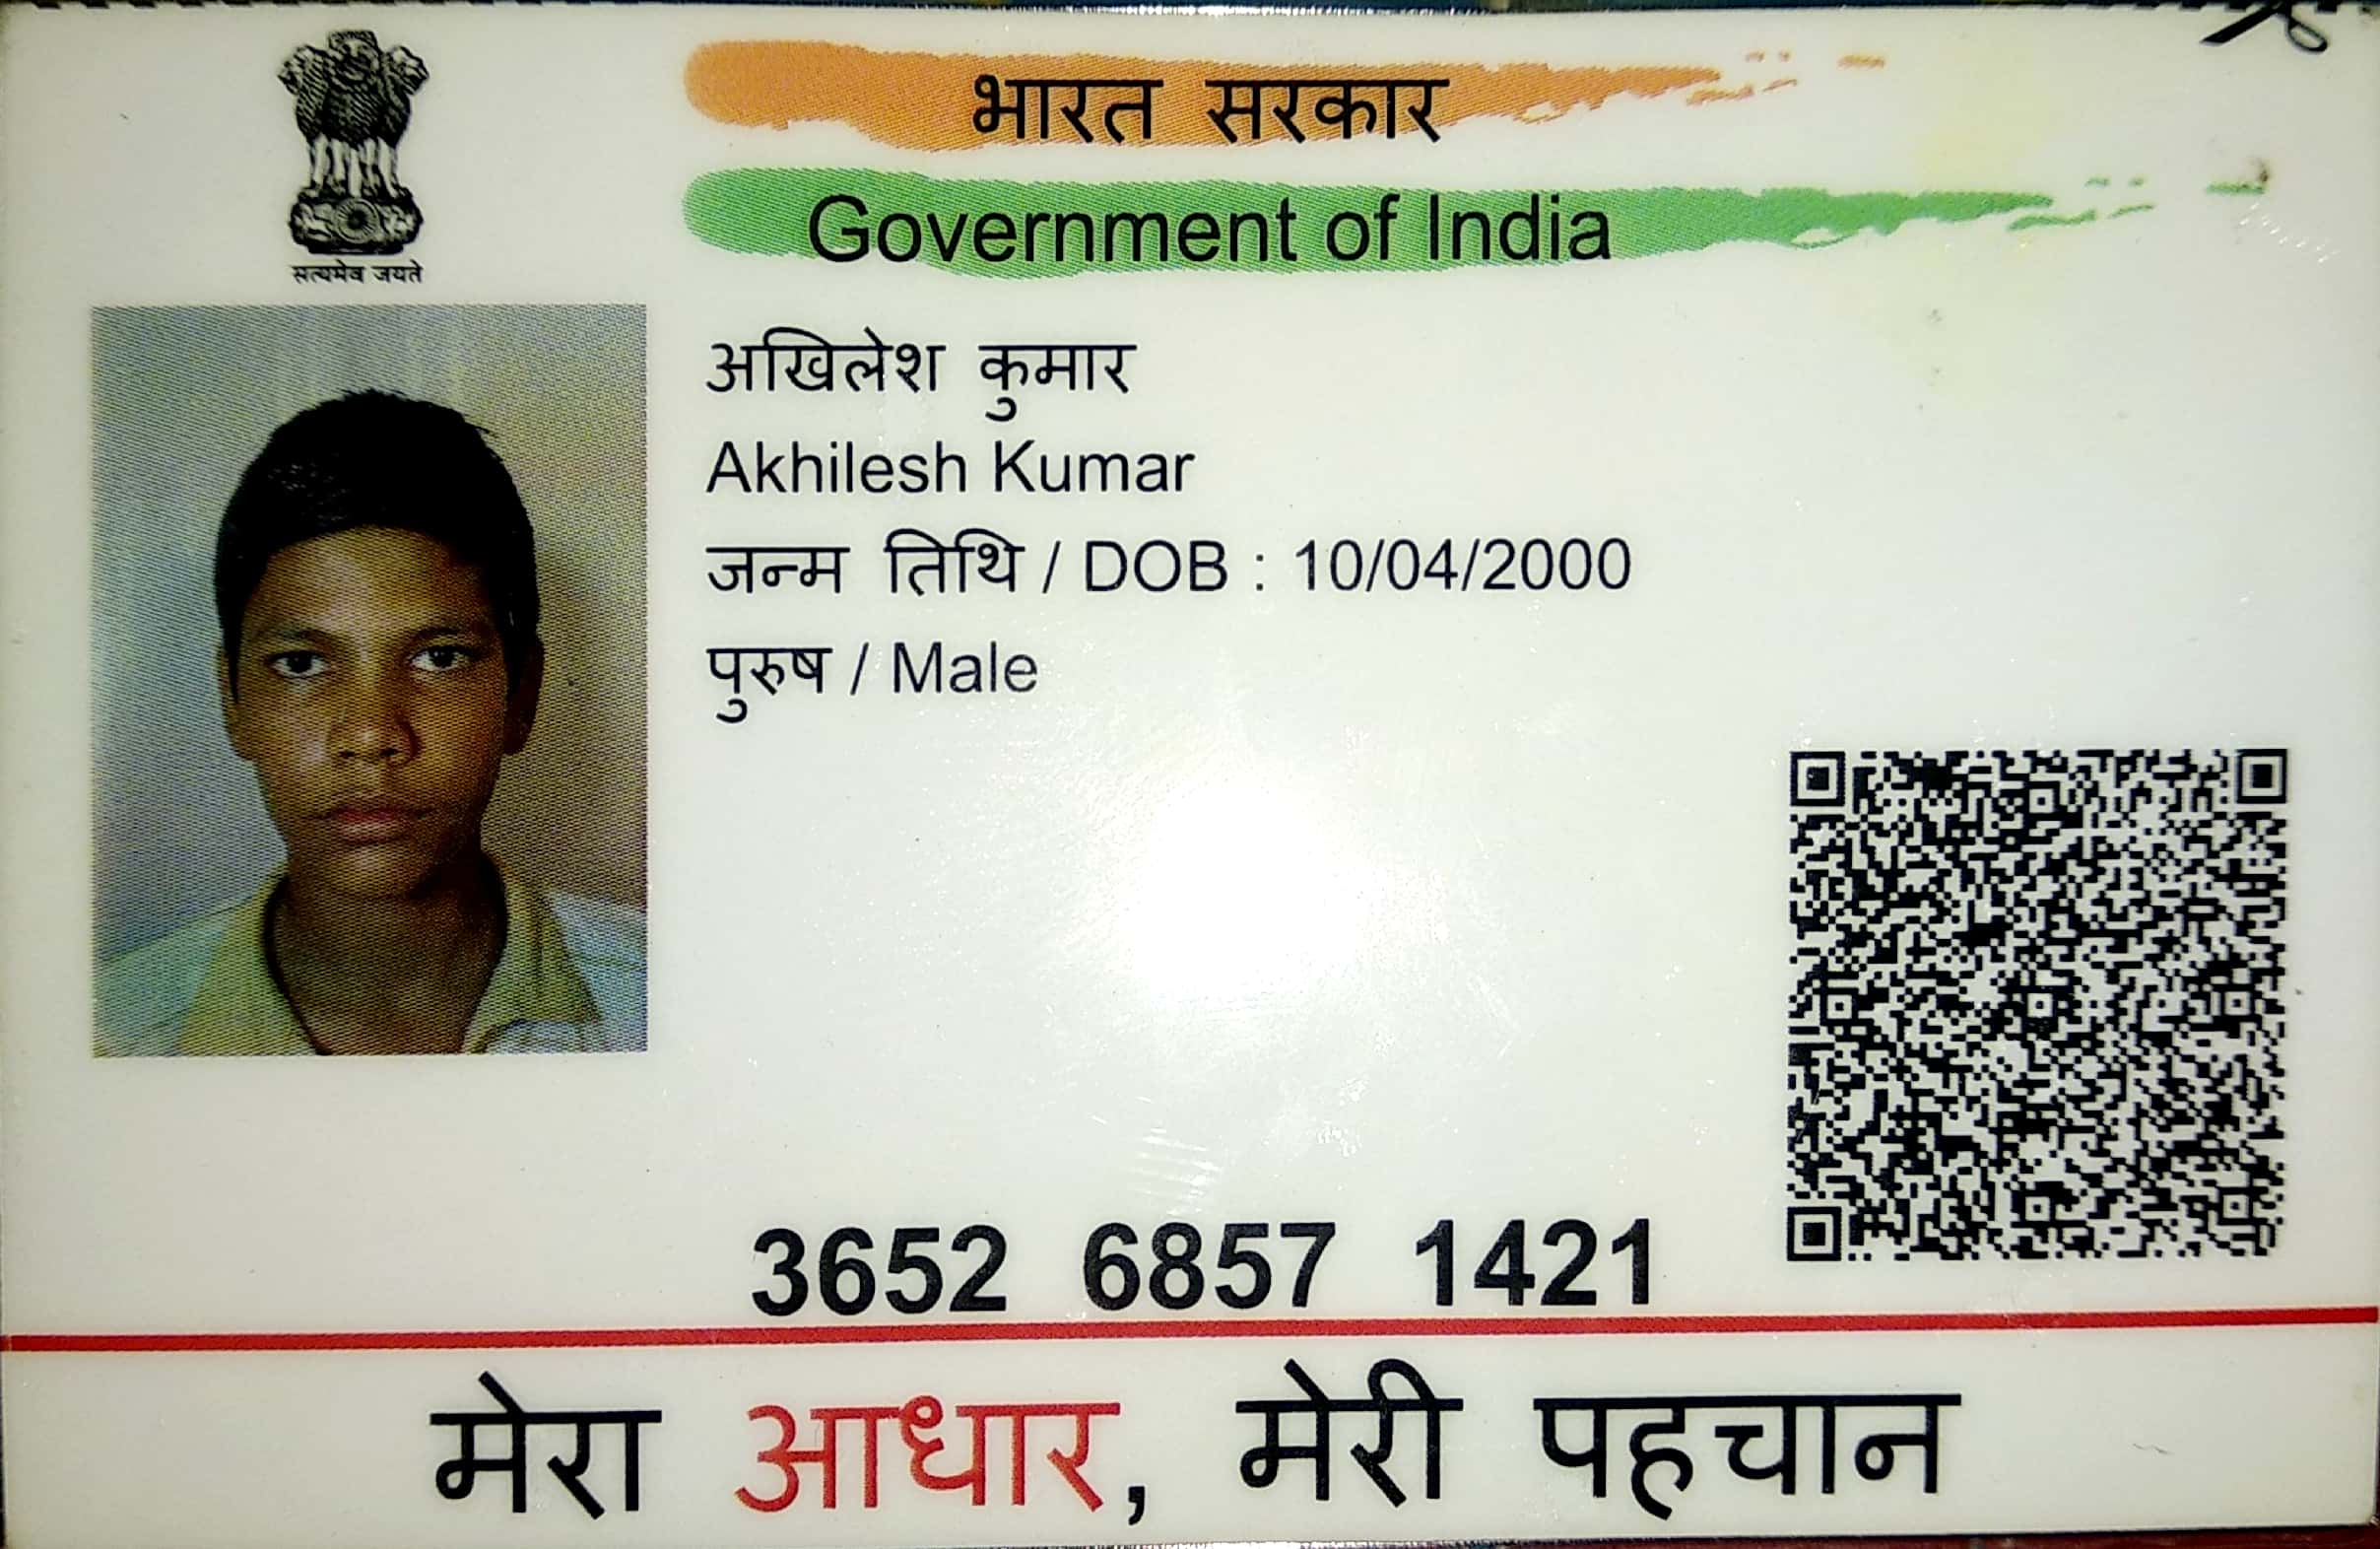 सत्यमेव जयते
भारत सरकार
Government of India
अखिलेश कुमार
Akhilesh Kumar
जन्म तिथि / DOB : 10/04/2000
पुरुष / Male
3652 6857 1421
मेरा आधार, मेरी पहचान